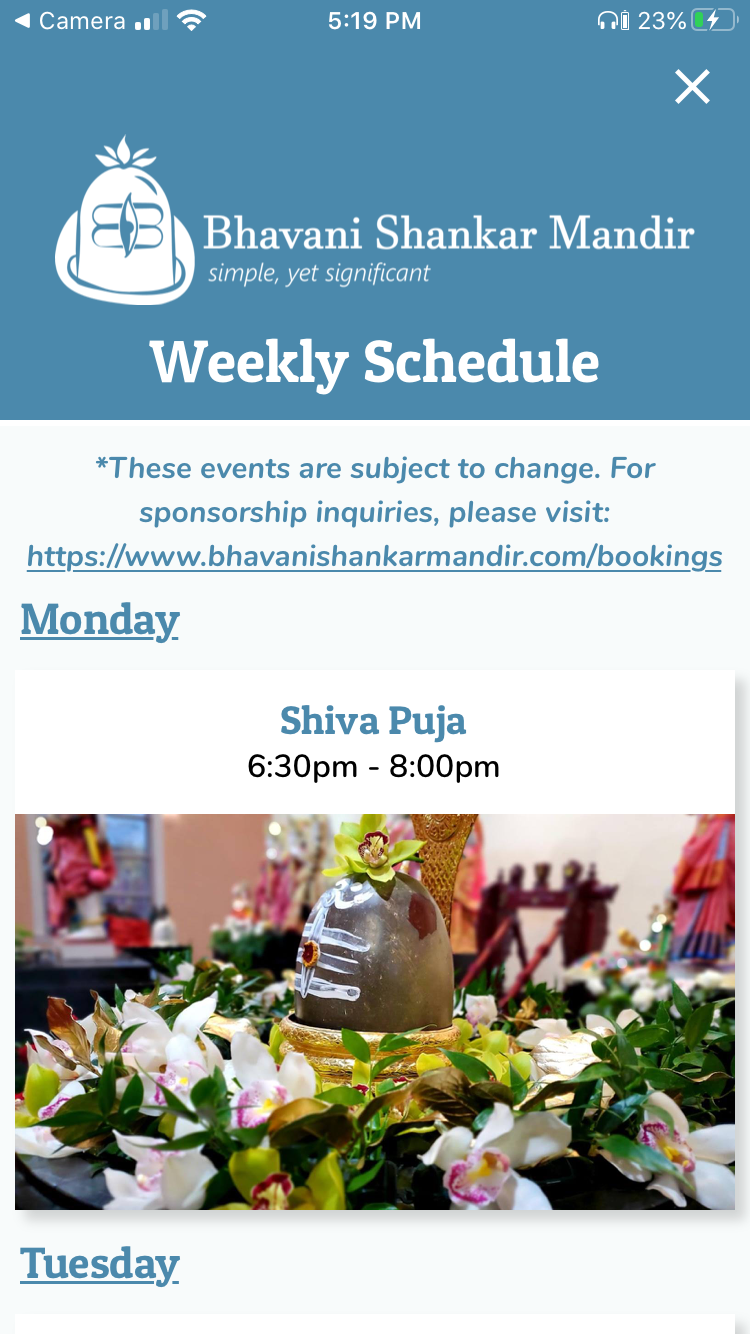 Camera
5:19 PM
23%
Bhavani Shankar Mandir
simple, yet significant
Weekly Schedule
*These events are subject to change. For
sponsorship inquiries, please visit:
https://www.bhavanishankarmandir.com/bookings
Monday
Shiva Puja
6:30pm - 8:00pm
Tuesday